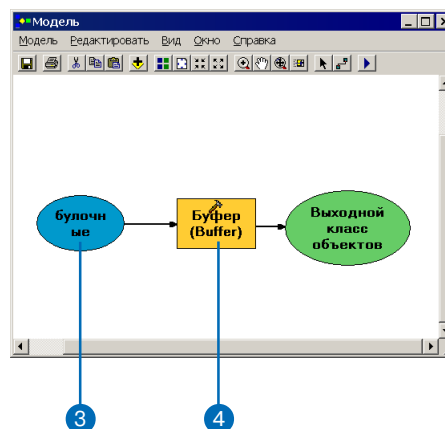 Модель
Модель Редактировать Вид Окно Справка
булочн
ые
Буфер
(Buffer)
Выходной
класс
объектов
3 4